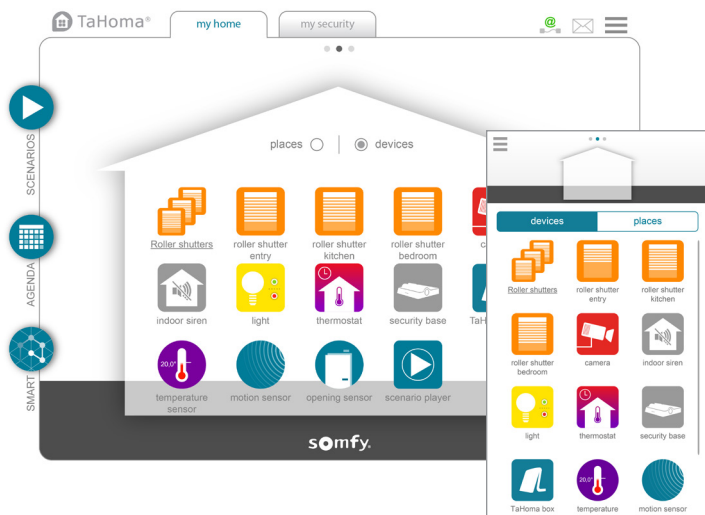 TaHoma®
my home
my security
@
places
devices
SCENARIOS
AGENDA
SMART
Roller shutters
roller shutter
entry
roller shutter
kitchen
roller shutter
bedroom
c
indoor siren
light
thermostat
security base
TaH
20,0°
temperature
sensor
motion sensor
opening sensor
scenario player
somfy.
devices
places
Roller shutters
roller shutter
entry
roller shutter
kitchen
roller shutter
bedroom
camera
indoor siren
light
thermostat
security base
TaHoma box
20,0°
temperature
motion sensor